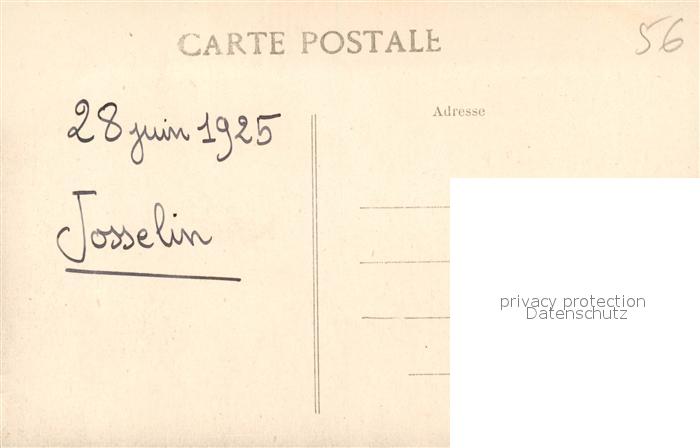 CARTE POSTALE
56
28 juin 1925
Adresse
Josselin
privacy protection
Datenschutz